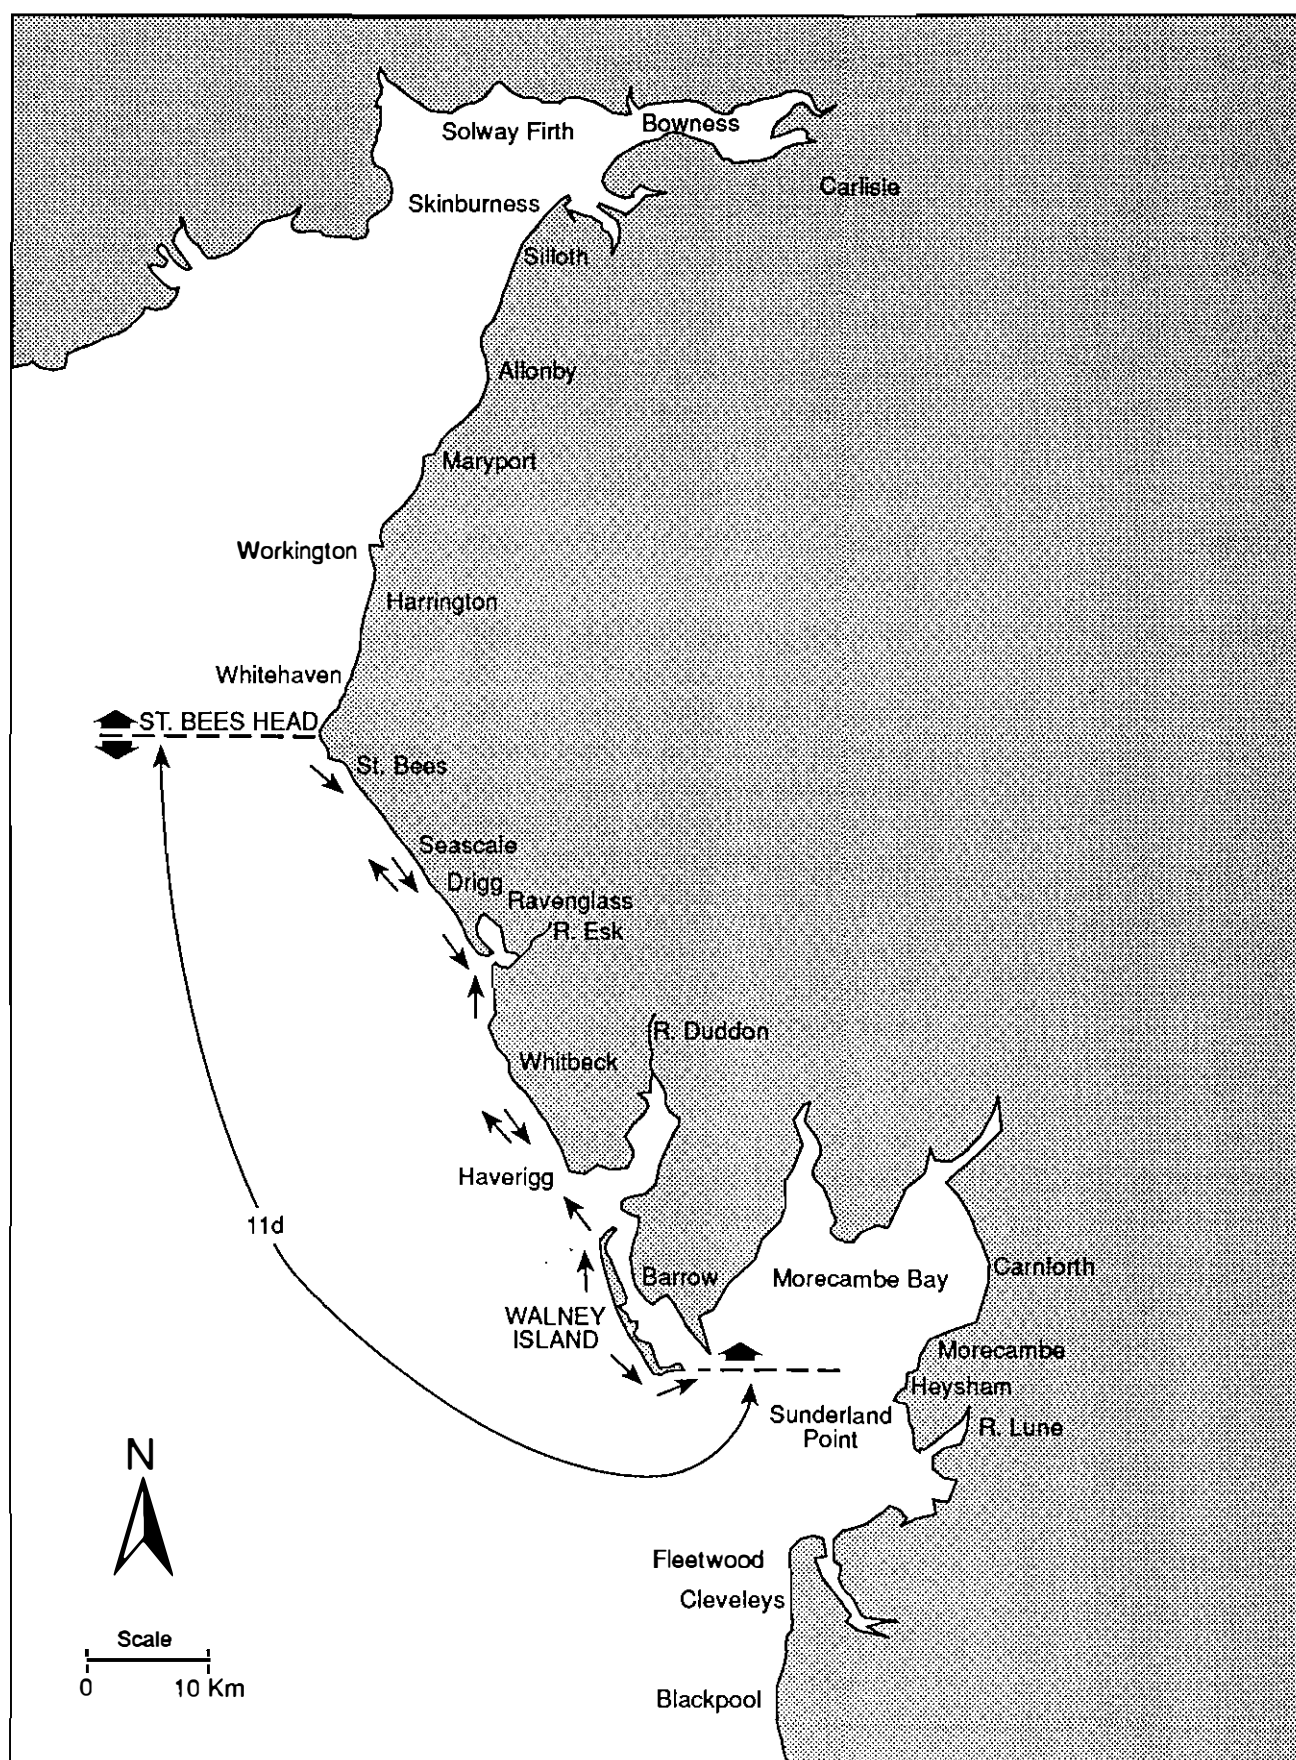 Solway Firth
Bowness
Carlisle
Skinburness
Silloth
Allonby
Maryport
Workington
Harrington
Whitehaven
ST. BEES HEAD
St. Bees
Seascale
Drigg
Ravenglass
R. Esk
R. Duddon
Whitbeck
Haverigg
11d
Barrow
Morecambe Bay
Carnforth
WALNEY
ISLAND
Morecambe
Heysham
Sunderland
Point
R. Lune
N
Fleetwood
Cleveleys
Scale
0 10 Km
Blackpool